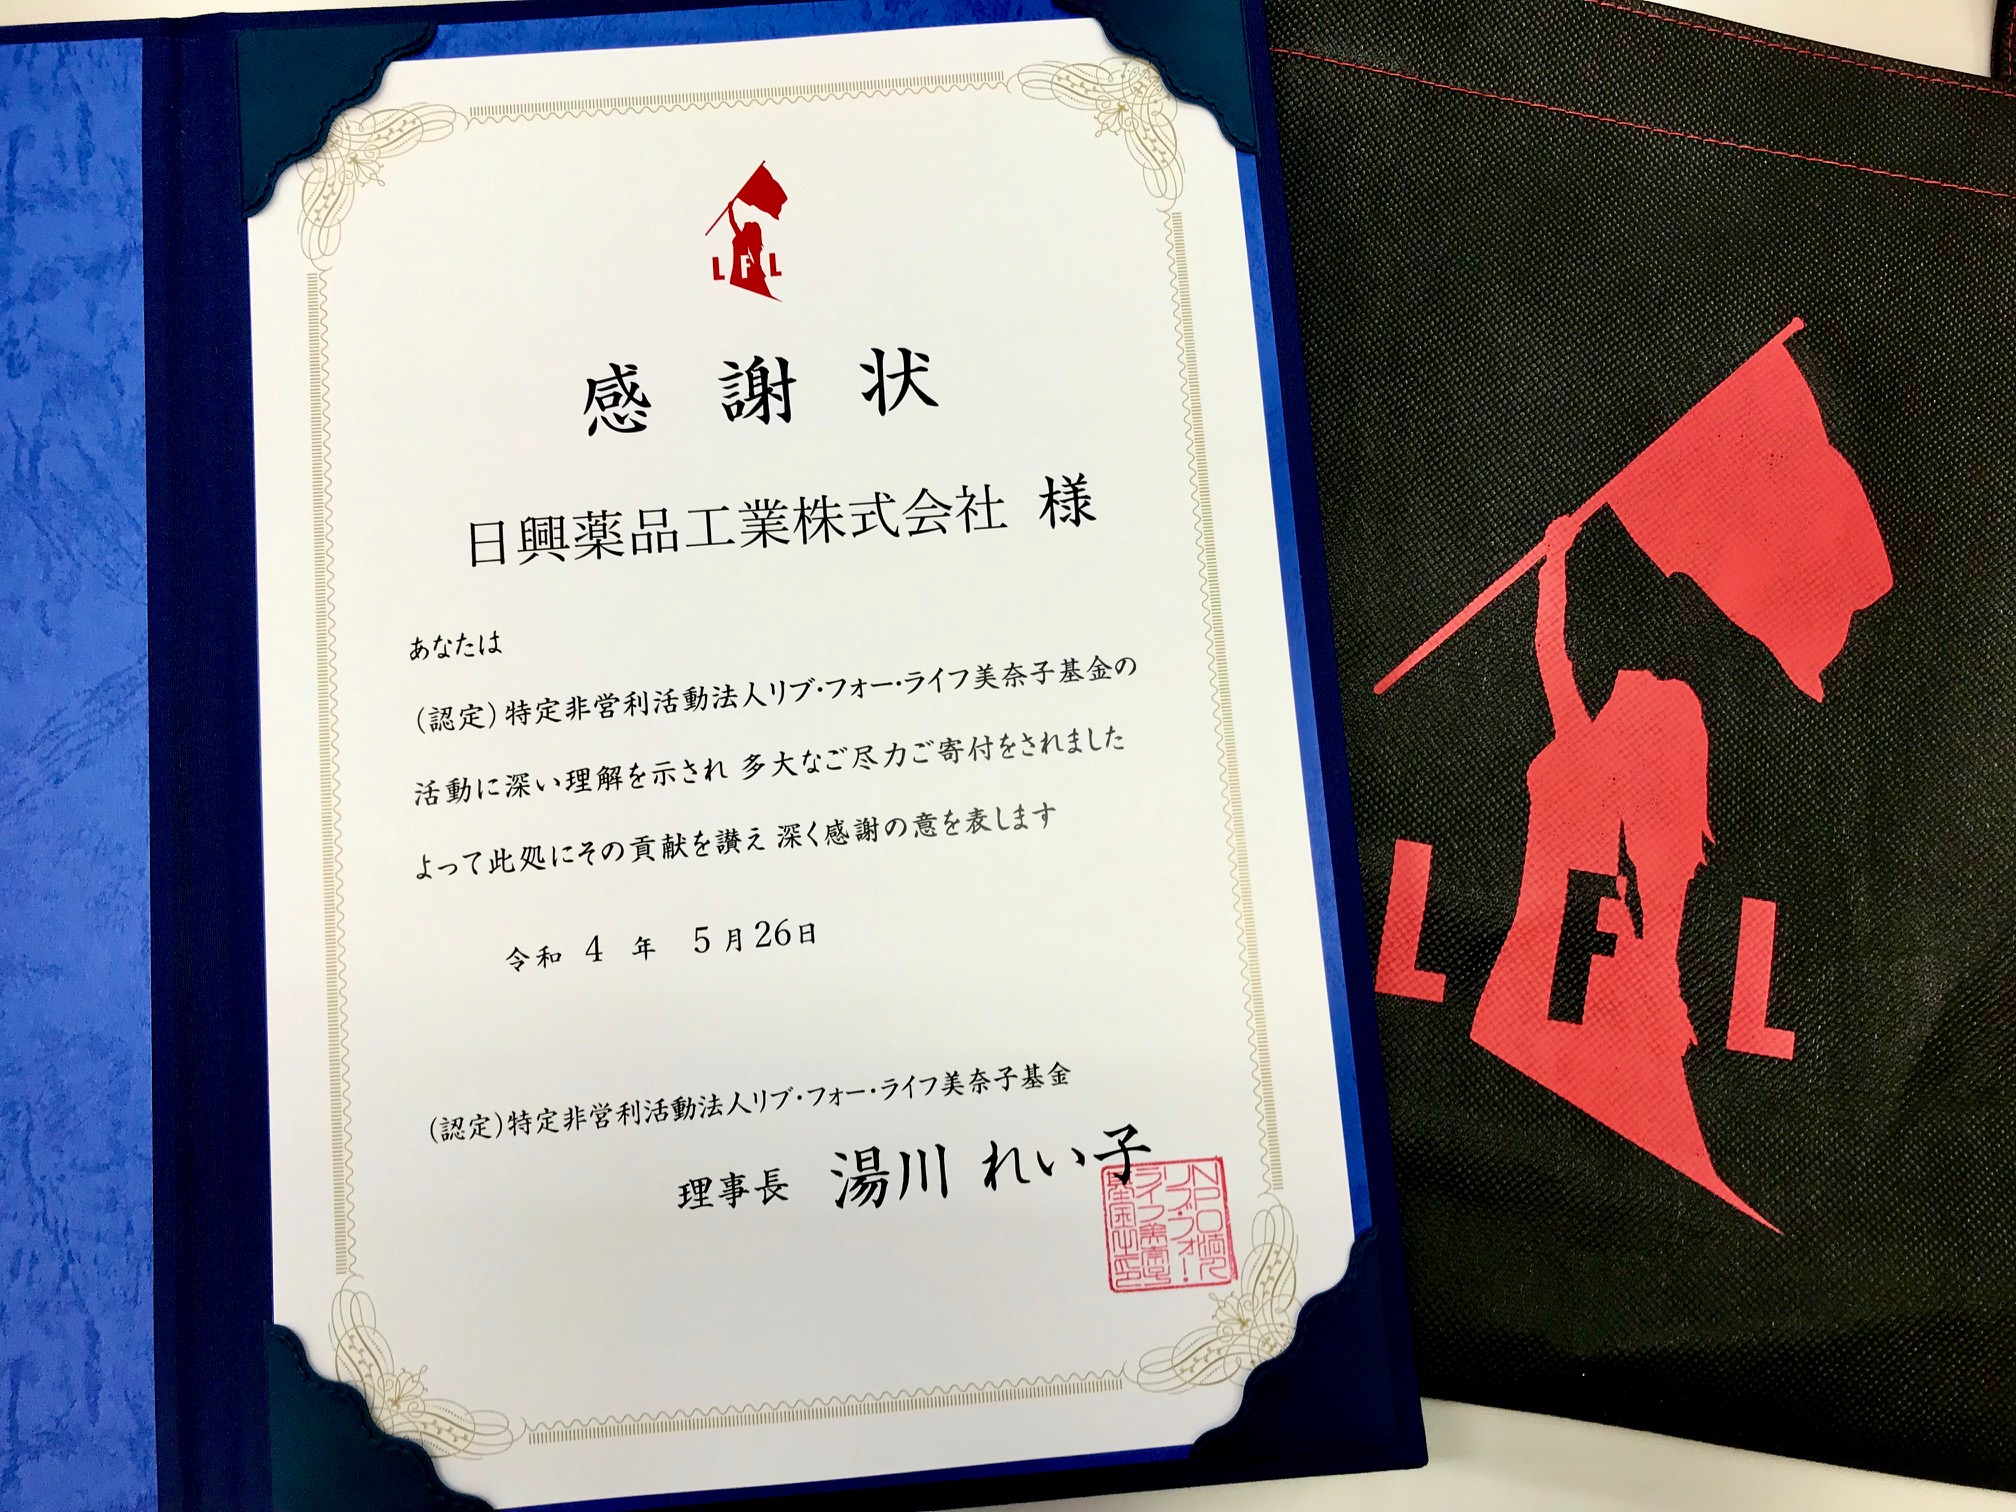 LFL
感謝状
日興薬品工業株式会社 様
あなたは
（認定）特定非営利活動法人リブ・フォー・ライフ美奈子基金の
活動に深い理解を示され 多大なご尽力ご寄付をされました
よって此処にその貢献を讃え 深く感謝の意を表します
令和 4 年 5 月 26日
（認定）特定非営利活動法人リブ・フォー・ライフ美奈子基金
理事長 湯川 れい子
LFL